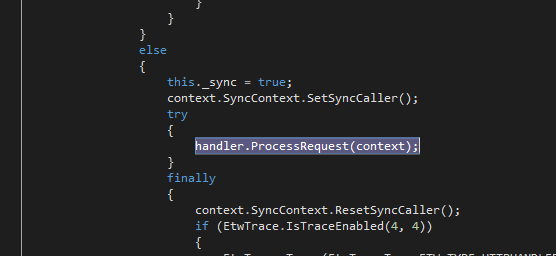 }
}
}
else
{
this._sync = true;
context.SyncContext.SetSyncCaller();
try
{
handler.ProcessRequest(context);
}
finally
{
context.SyncContext.ResetSyncCaller();
if (EtwTrace.IsTraceEnabled(4, 4))
{